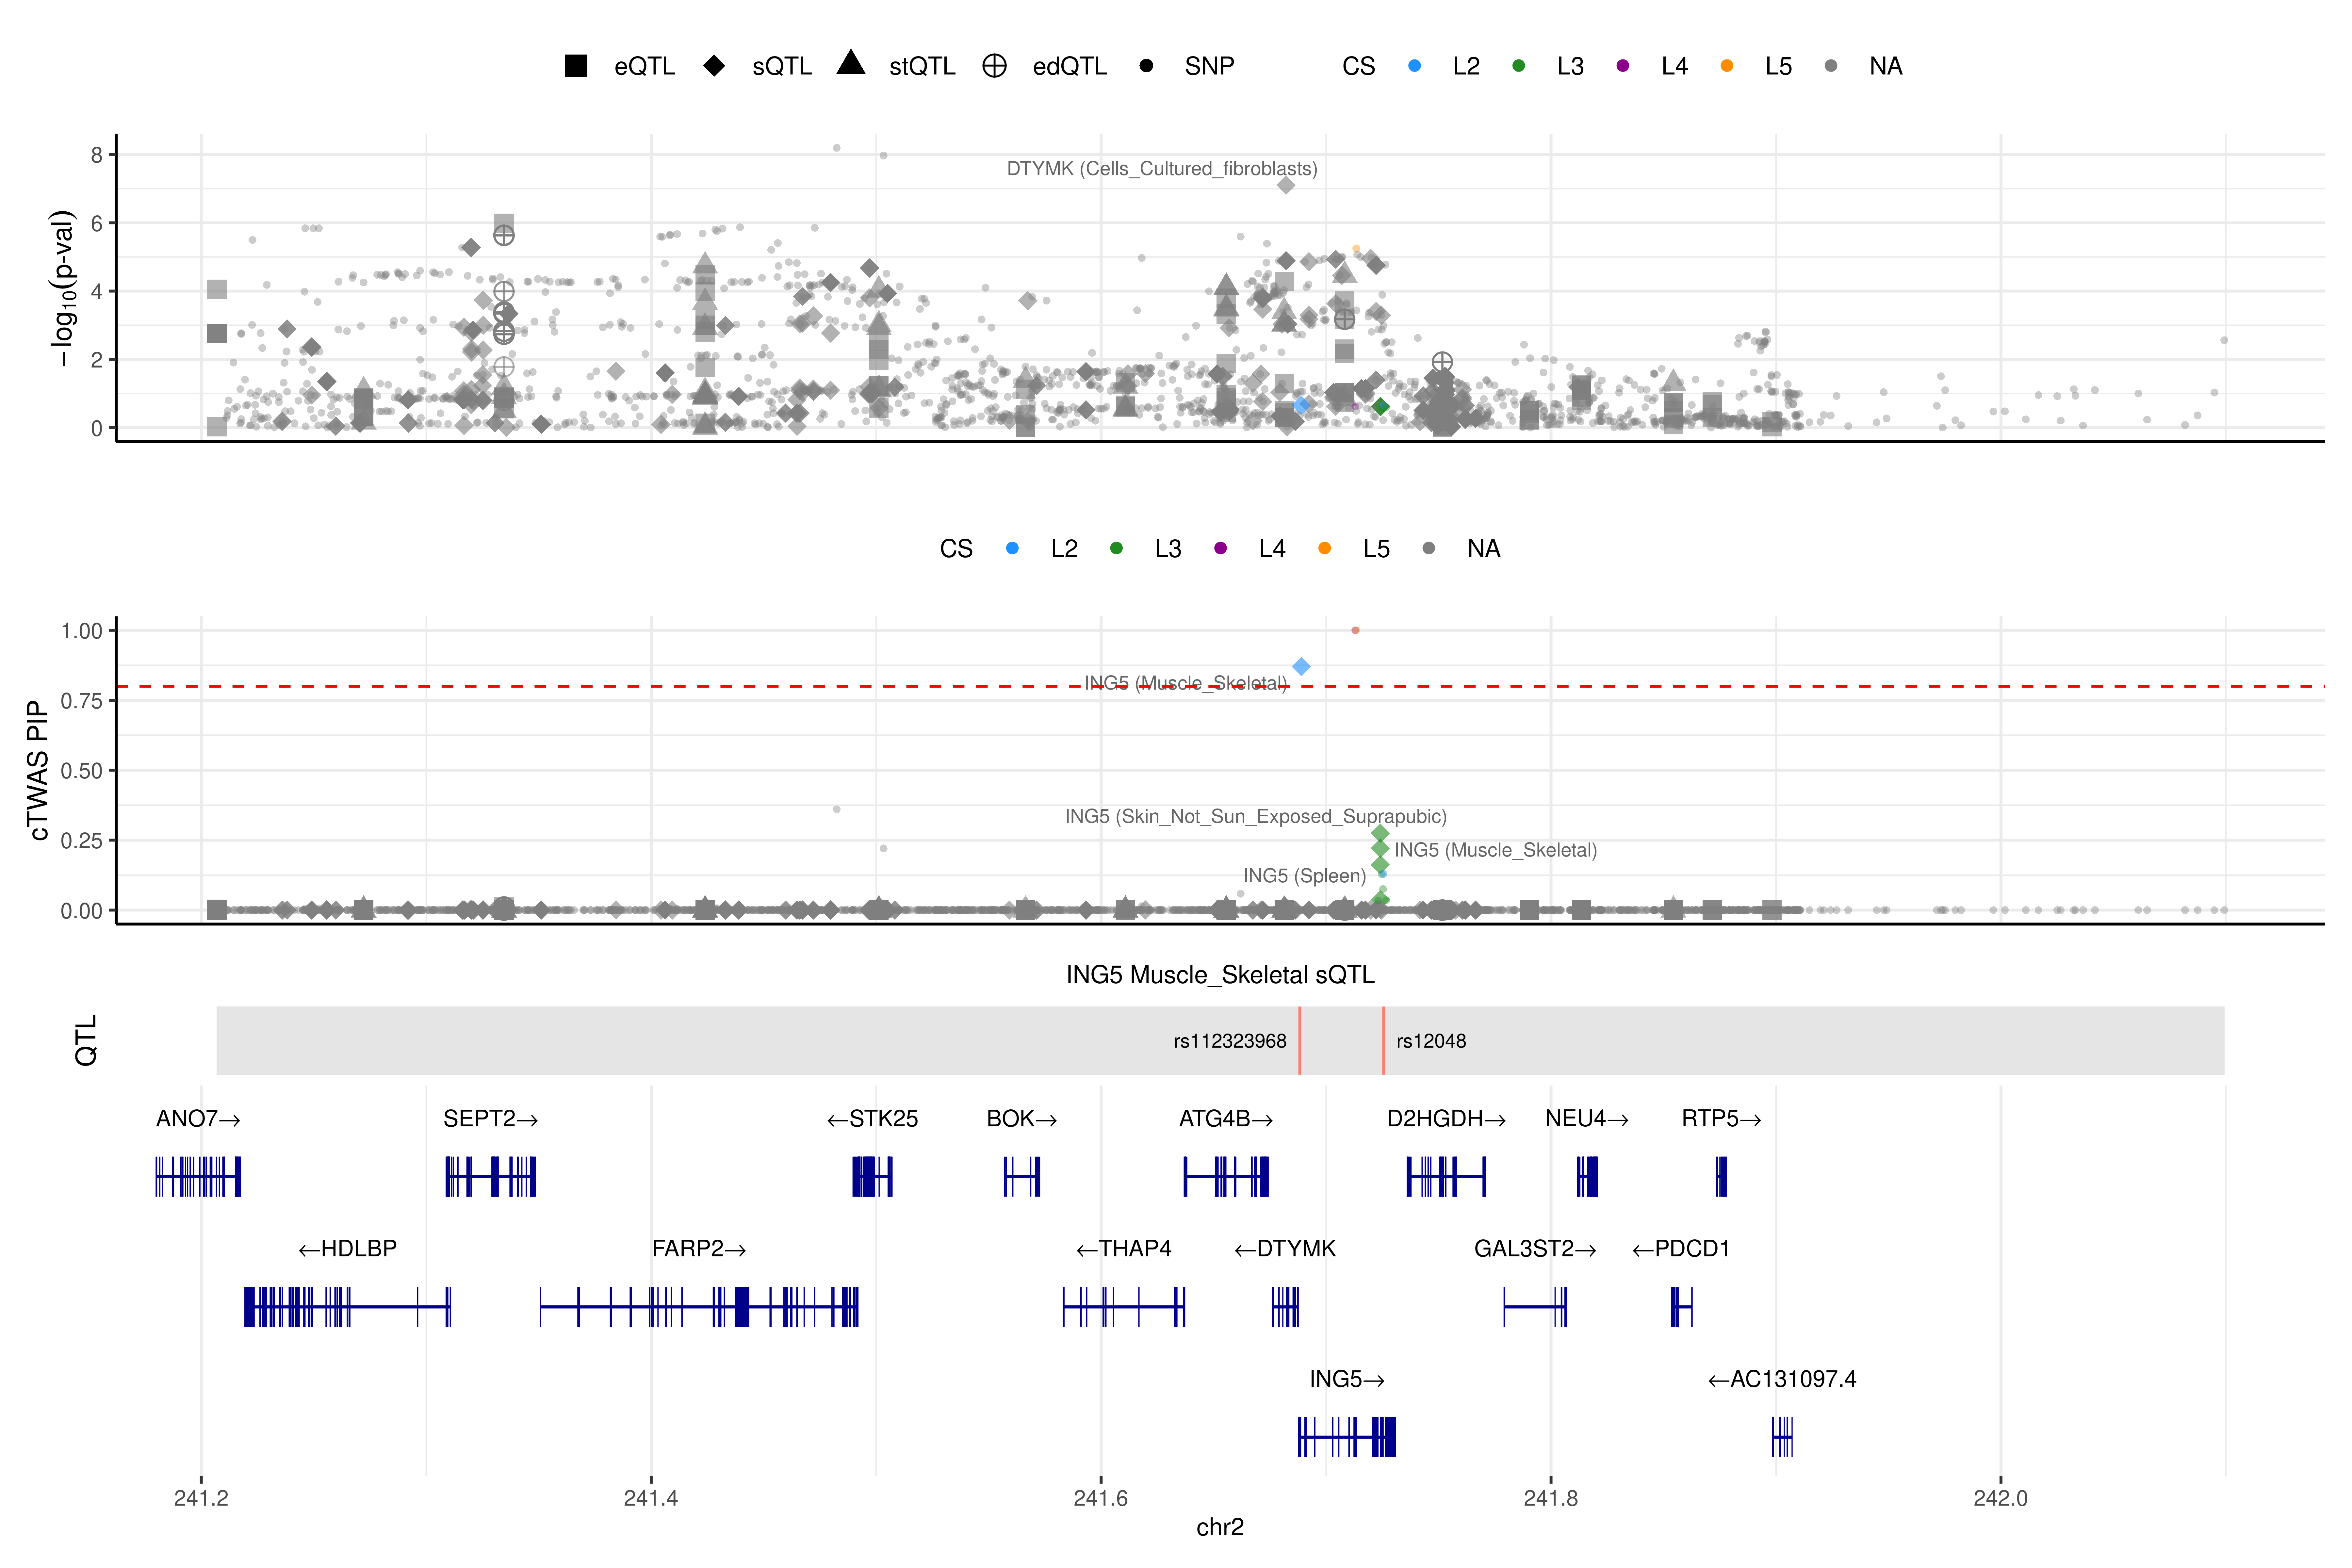 eQTL sQTL stQTL edQTL SNP CS L2 L3 L4 L5 NA
−log10(p-val)
8
6
4
2
0
DTYMK (Cells_Cultured_fibroblasts)
CS L2 L3 L4 L5 NA
cTWAS PIP
1.00
0.75
0.50
0.25
0.00
ING5 (Muscle_Skeletal)
ING5 (Skin_Not_Sun_Exposed_Suprapubic)
ING5 (Muscle_Skeletal)
ING5 (Spleen)
ING5 Muscle_Skeletal sQTL
QTL
rs112323968 rs12048
ANO7→ SEPT2→ ←STK25 BOK→ ATG4B→ D2HGDH→ NEU4→ RTP5→
←HDLBP FARP2→ ←THAP4 ←DTYMK GAL3ST2→ ←PDCD1
ING5→ ←AC131097.4
241.2 241.4 241.6 241.8 242.0
chr2